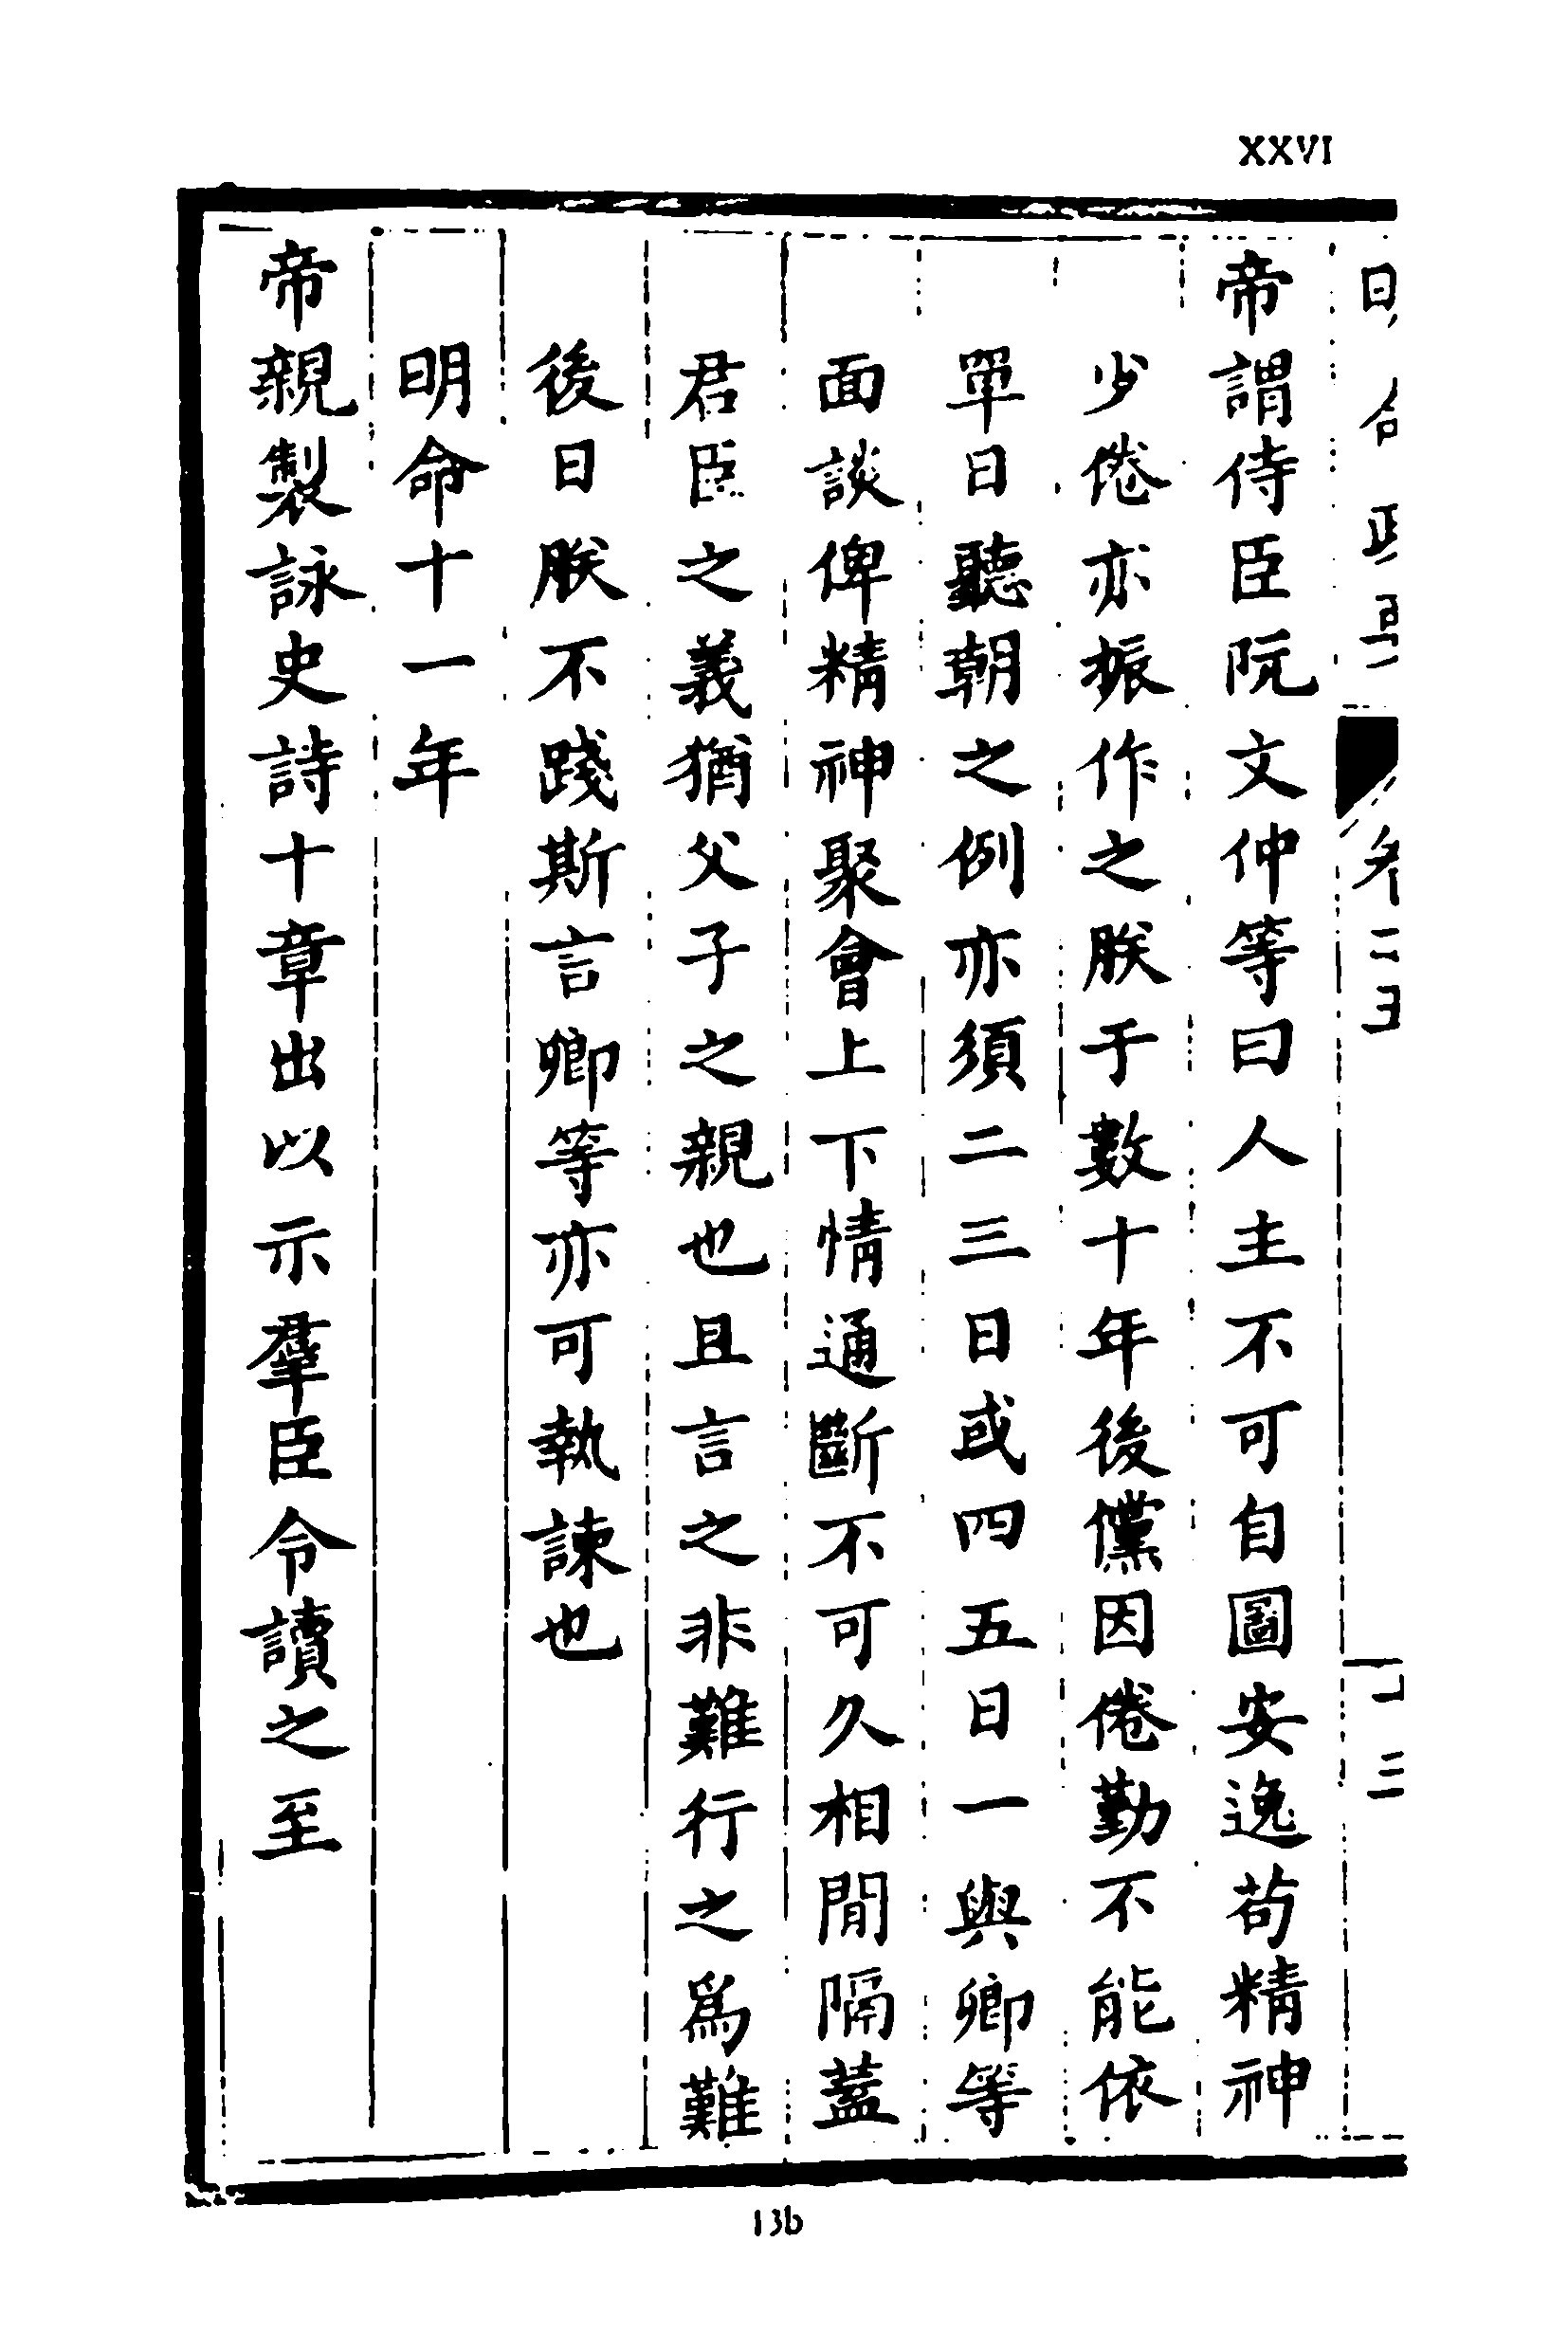 XXVI
帝謂侍臣阮文仲等曰人主不可自圖安逸苟精神
少倦亦振作之朕于數十年後儻因倦勤不能依
單日聽朝之例亦須二三日或四五日一與卿等
面談俾精神聚會上下情通斷不可久相間隔蓋
君臣之義猶父子之親也且言之非難行之爲難
後日朕不踐斯言卿等亦可執諫也
明命十一年
帝親製詠史詩十章出以示羣臣令讀之至
13b